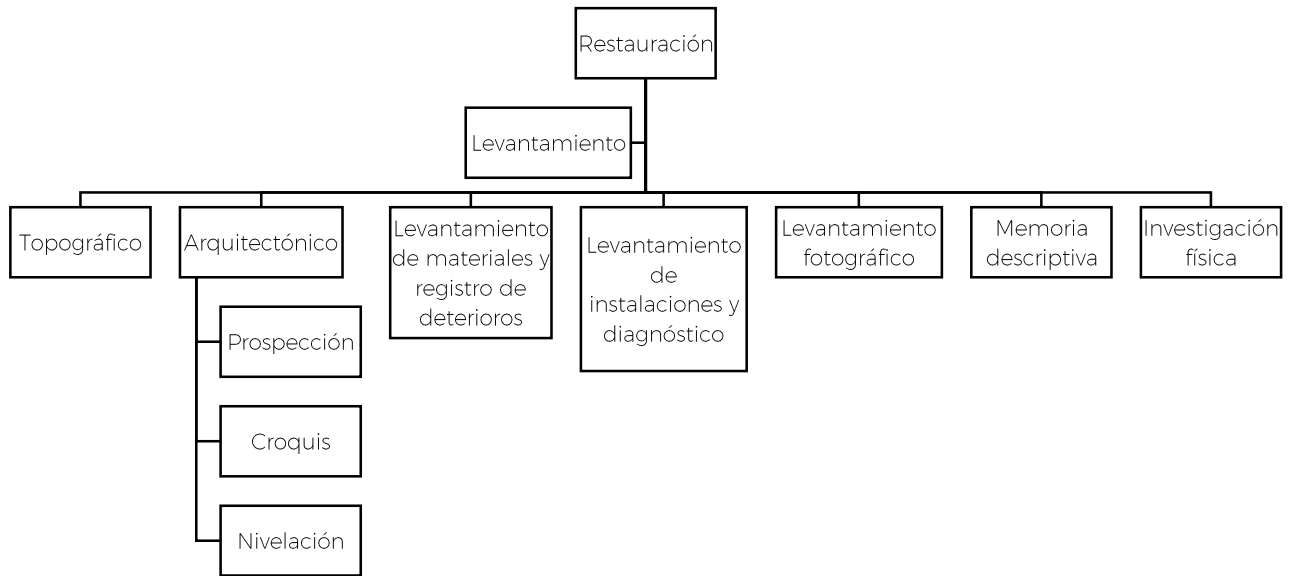 Restauración
Levantamiento
Topográfico
Arquitectónico
Levantamiento
de materiales y
registro de
deterioros
Levantamiento
de
instalaciones y
diagnóstico
Levantamiento
fotográfico
Memoria
descriptiva
Investigación
física
Prospección
Croquis
Nivelación